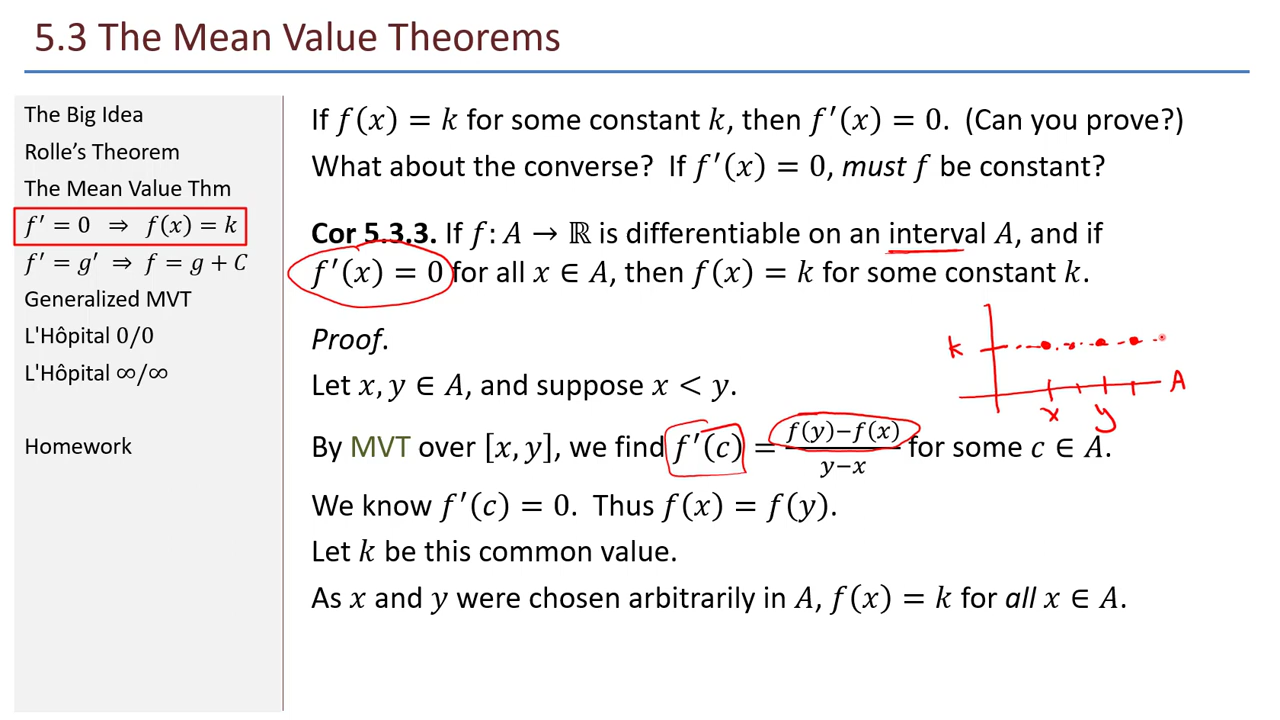 5.3 The Mean Value Theorems
The Big Idea
Rolle's Theorem
The Mean Value Thm
f′ = 0 ⇒ f(x) = k
f′ = g′ ⇒ f = g + C
Generalized MVT
L'Hôpital 0/0
L'Hôpital ∞/∞
Homework
If f(x) = k for some constant k, then f′(x) = 0. (Can you prove?)
What about the converse? If f′(x) = 0, must f be constant?
Cor 5.3.3. If f: A → ℝ is differentiable on an interval A, and if
f′(x) = 0 for all x ∈ A, then f(x) = k for some constant k.
Proof.
Let x, y ∈ A, and suppose x < y.
By MVT over [x, y], we find f′(c) = f(y)−f(x) / y−x for some c ∈ A.
We know f′(c) = 0. Thus f(x) = f(y).
Let k be this common value.
As x and y were chosen arbitrarily in A, f(x) = k for all x ∈ A.
k
A
x y